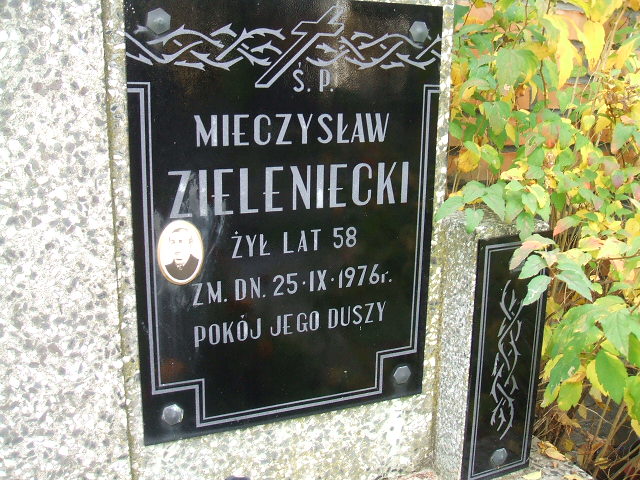 Ś. P.
MIECZYSŁAW
ZIELENIECKI
ŻYŁ LAT 58
ZM. DN. 25·IX·1976r.
POKÓJ JEGO DUSZY